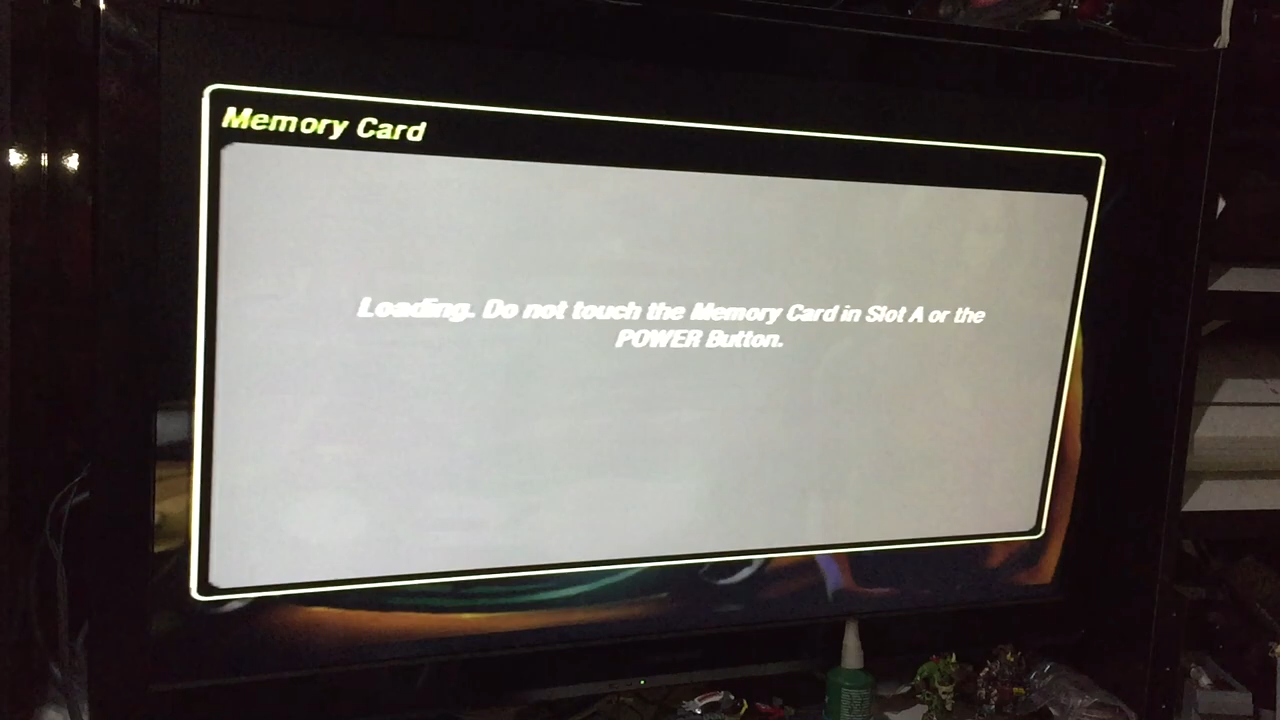 Memory Card
Loading. Do not touch the Memory Card in Slot A or the
POWER Button.